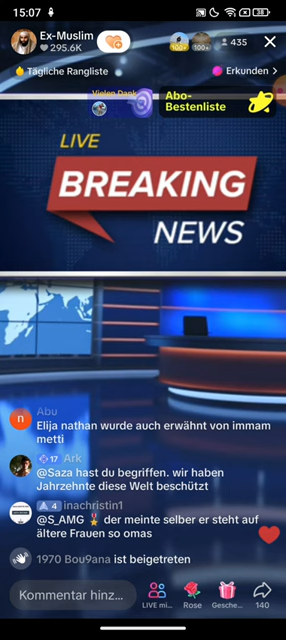 15:07
38
Ex-Muslim
295.6K
100+
100+
435
Tägliche Rangliste
Erkunden >
Vielen Dank
Abo-
Bestenliste
LIVE
BREAKING
NEWS
n
Abu
Elija nathan wurde auch erwähnt von immam
metti
17 Ark
@Saza hast du begriffen. wir haben
Jahrzehnte diese Welt beschützt
4 inachristin1
@S_AMG 🎖️ der meinte selber er steht auf
ältere Frauen so omas
1970 Bou9ana ist beigetreten
Kommentar hinz...
LIVE mi...
Rose
Gesche...
140